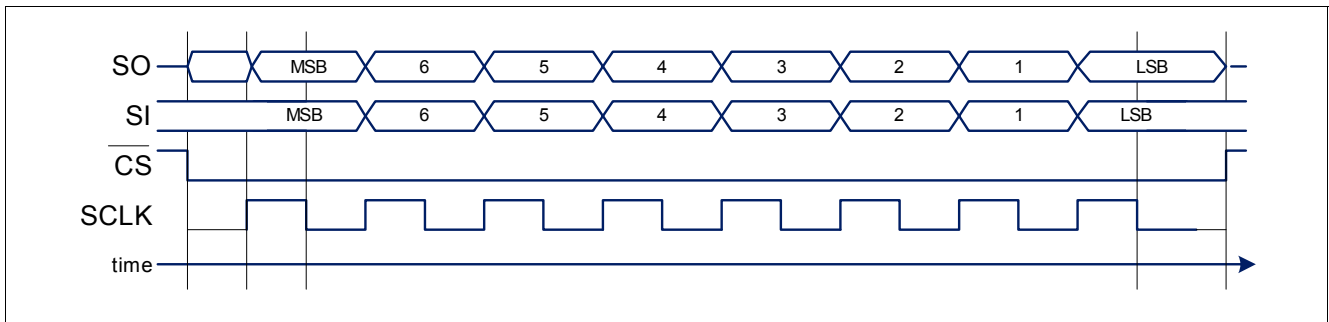 SO MSB 6 5 4 3 2 1 LSB
SI MSB 6 5 4 3 2 1 LSB
CS
SCLK
time